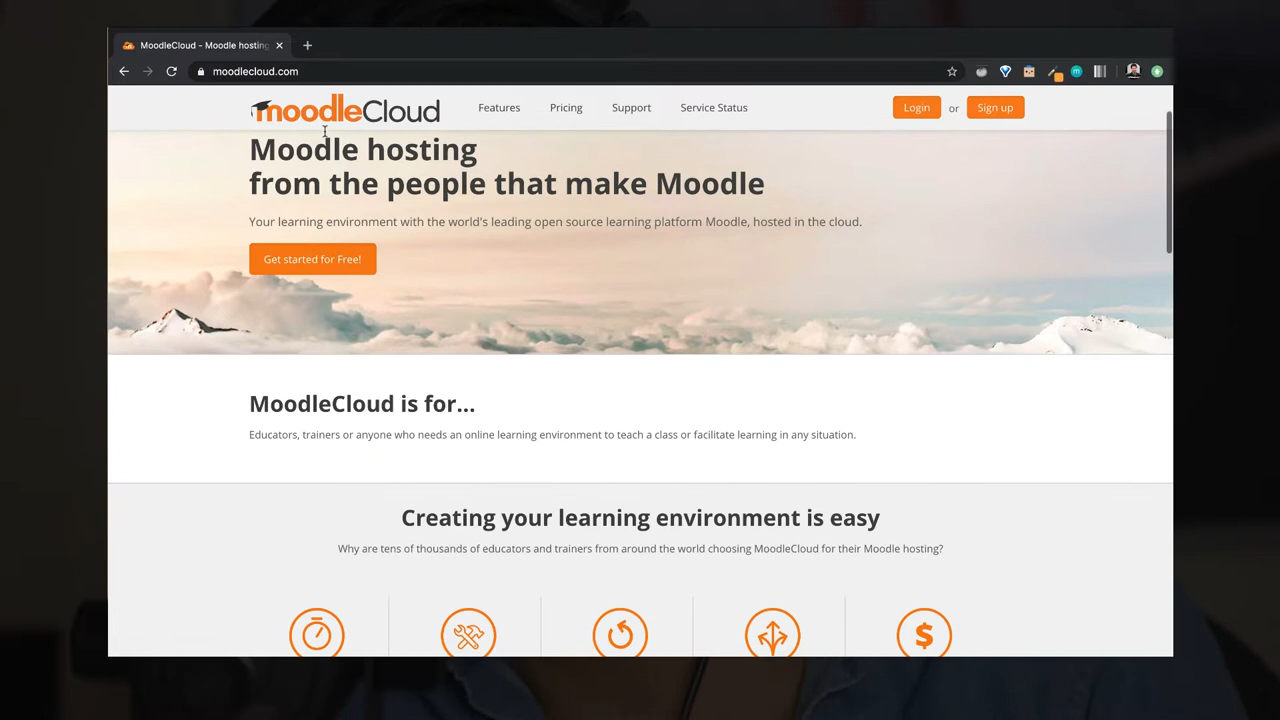 MoodleCloud - Moodle hosting
moodlecloud.com
moodleCloud
Features
Pricing
Support
Service Status
Login
or
Sign up
Moodle hosting
from the people that make Moodle
Your learning environment with the world's leading open source learning platform Moodle, hosted in the cloud.
Get started for Free!
MoodleCloud is for...
Educators, trainers or anyone who needs an online learning environment to teach a class or facilitate learning in any situation.
Creating your learning environment is easy
Why are tens of thousands of educators and trainers from around the world choosing MoodleCloud for their Moodle hosting?
$